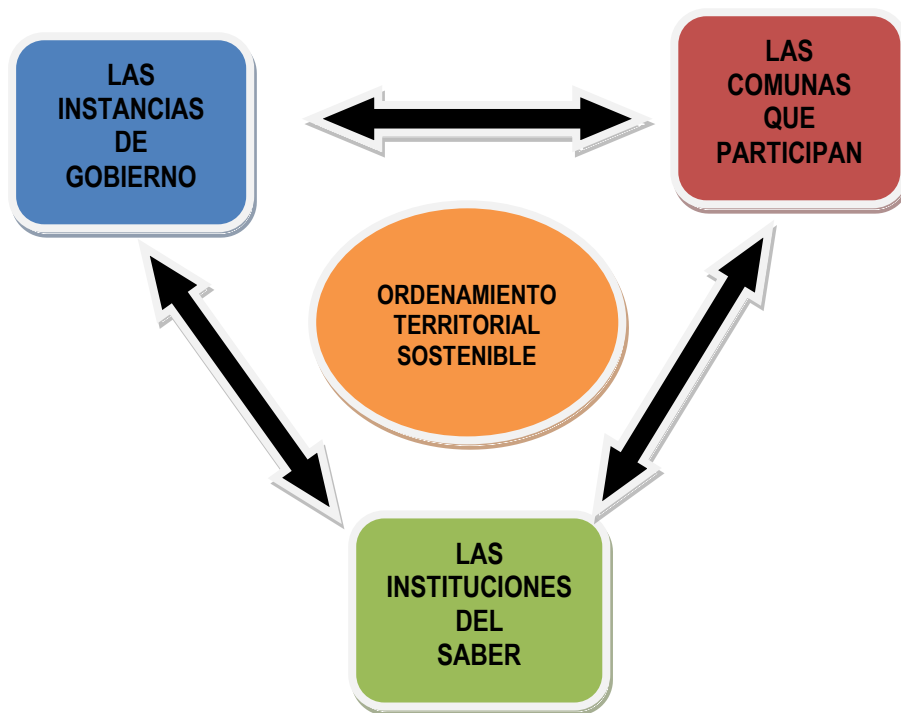 LAS
INSTANCIAS
DE
GOBIERNO
LAS
COMUNAS
QUE
PARTICIPAN
ORDENAMIENTO
TERRITORIAL
SOSTENIBLE
LAS
INSTITUCIONES
DEL
SABER